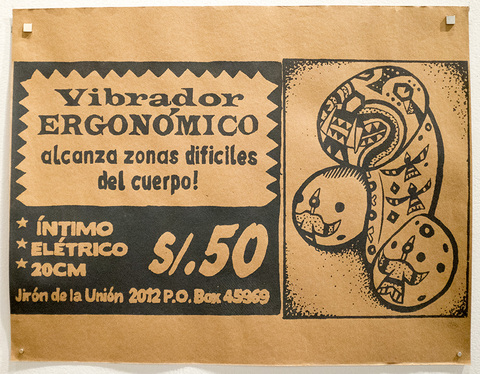 Vibrador
ERGONÓMICO
alcanza zonas dificiles
del cuerpo!
★ ÍNTIMO
★ ELÉTRICO
★ 20CM
S/.50
Jirón de la Unión 2012 P.O. Box: 45969